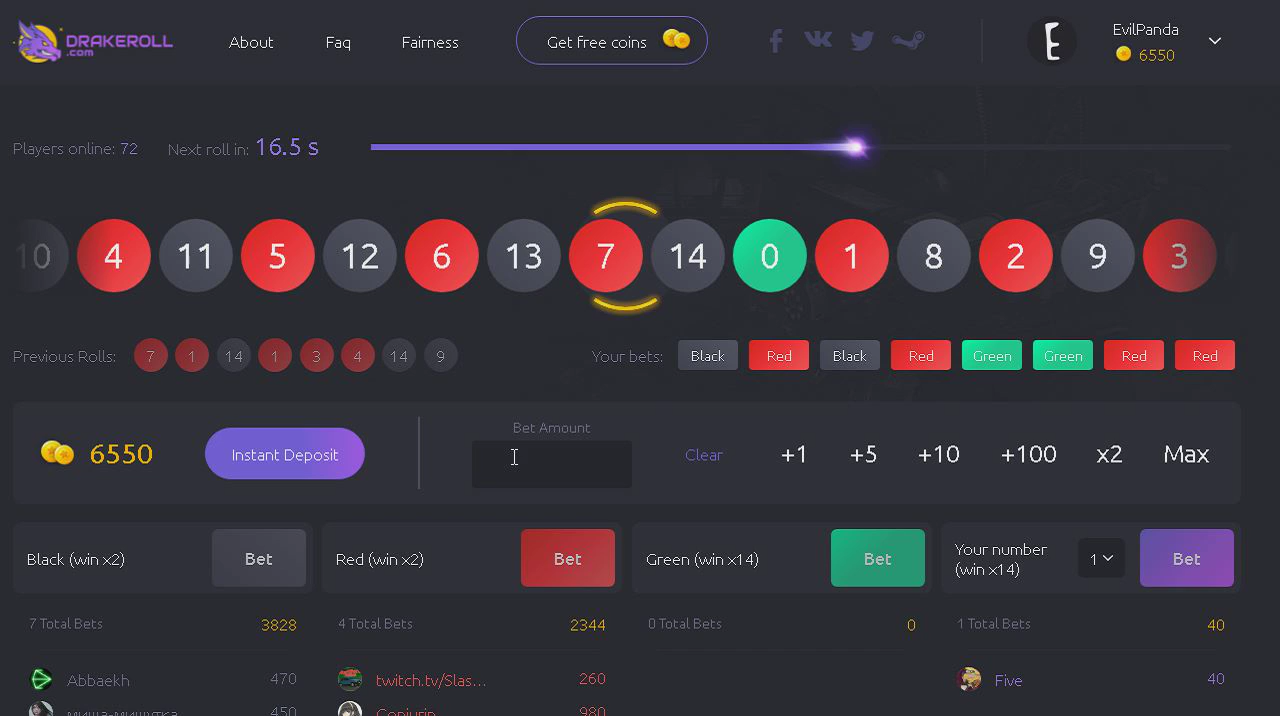 DRAKEROLL
.com
About
Faq
Fairness
Get free coins
EvilPanda
6550
Players online: 72
Next roll in: 16.5 s
10 4 11 5 12 6 13 7 14 0 1 8 2 9 3
Previous Rolls: 7 1 14 1 3 4 14 9
Your bets: Black Red Black Red Green Green Red Red
6550
Instant Deposit
Bet Amount
Clear
+1
+5
+10
+100
x2
Max
Black (win x2)
Bet
Red (win x2)
Bet
Green (win x14)
Bet
Your number
(win x14)
1
Bet
7 Total Bets 3828
4 Total Bets 2344
0 Total Bets 0
1 Total Bets 40
Abbaekh 470
twitch.tv/Slas... 260
Five 40
миша-мишутка 450
Conjurin 980